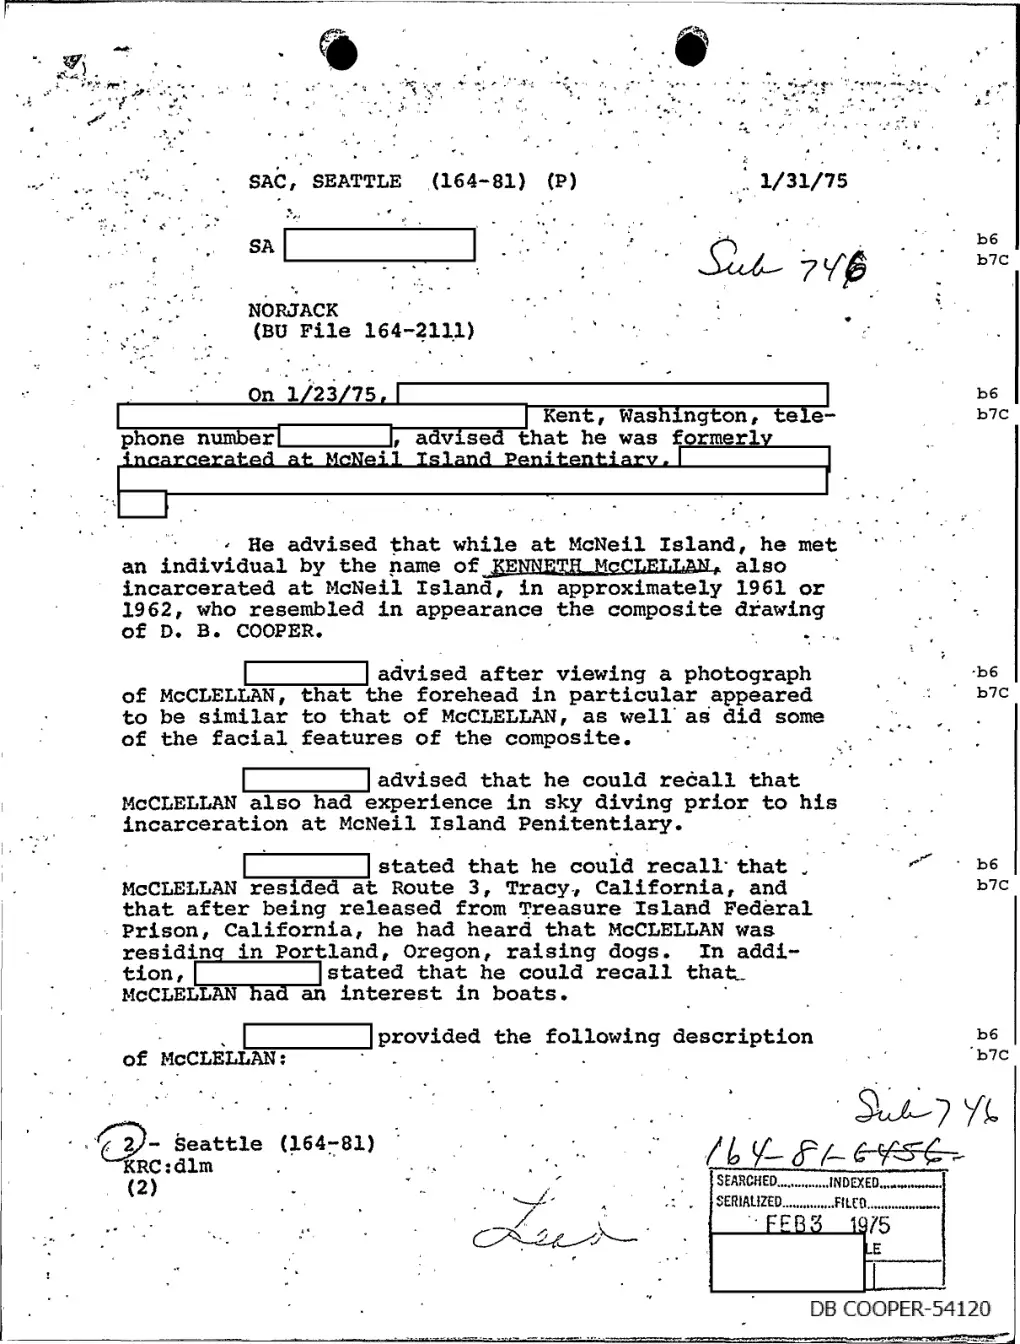 SAC, SEATTLE (164-81) (P) 1/31/75
SA b6
b7C
Sub 746
NORJACK
(BU File 164-2111)
On 1/23/75, b6
Kent, Washington, tele- b7C
phone number , advised that he was formerly
incarcerated at McNeil Island Penitentiary.
He advised that while at McNeil Island, he met
an individual by the name of KENNETH McCLELLAN, also
incarcerated at McNeil Island, in approximately 1961 or
1962, who resembled in appearance the composite drawing
of D. B. COOPER.
advised after viewing a photograph b6
of McCLELLAN, that the forehead in particular appeared b7C
to be similar to that of McCLELLAN, as well as did some
of the facial features of the composite.
advised that he could recall that
McCLELLAN also had experience in sky diving prior to his
incarceration at McNeil Island Penitentiary.
stated that he could recall that b6
McCLELLAN resided at Route 3, Tracy, California, and b7C
that after being released from Treasure Island Federal
Prison, California, he had heard that McCLELLAN was
residing in Portland, Oregon, raising dogs. In addi-
tion, stated that he could recall that
McCLELLAN had an interest in boats.
provided the following description b6
of McCLELLAN: b7C
Sub 746
2 - Seattle (164-81)
KRC:dlm
(2)
164-81-6456
SEARCHED INDEXED
SERIALIZED FILED
FEB 3 1975
Lead
DB COOPER-54120